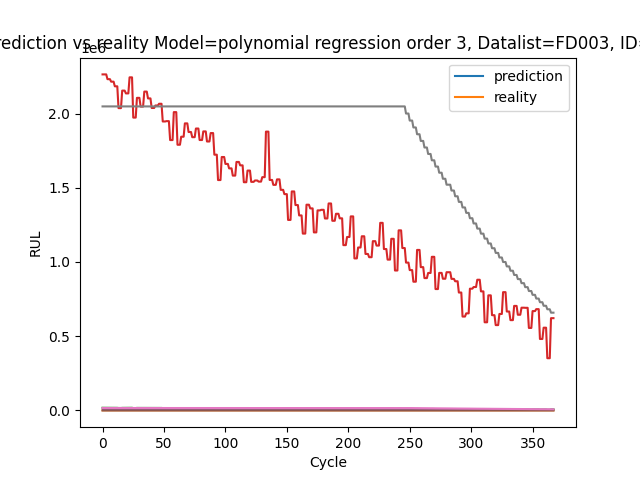 rediction vs reality Model=polynomial regression order 3, Datalist=FD003, ID=
1e6
prediction
reality
2.0
1.5
1.0
0.5
0.0
RUL
0 50 100 150 200 250 300 350
Cycle